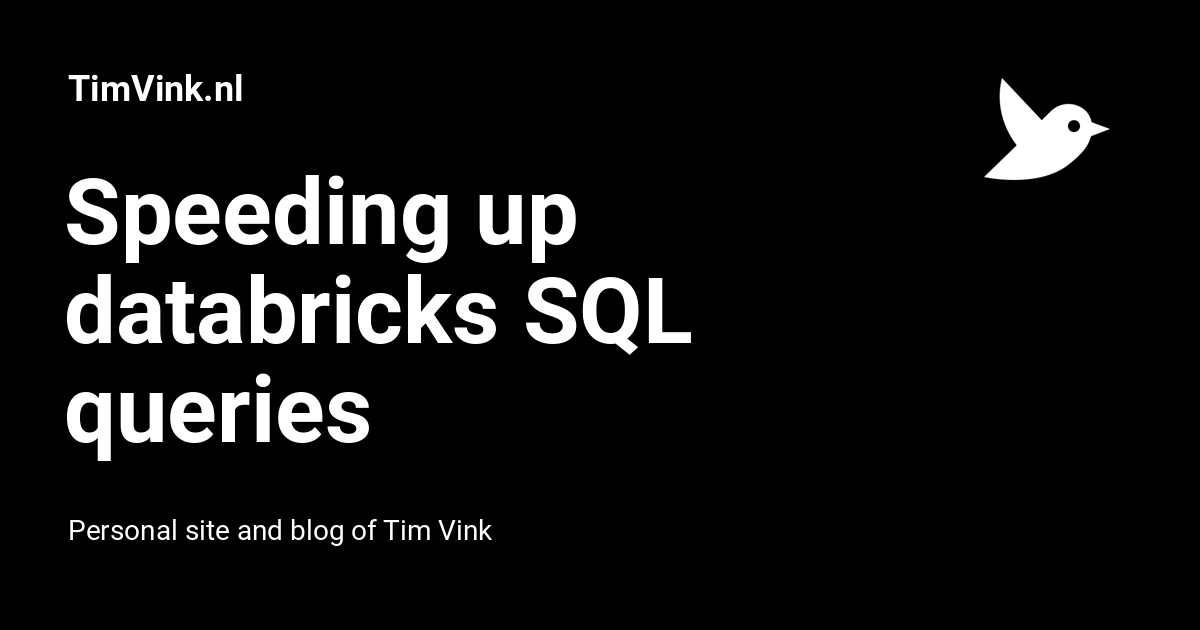 TimVink.nl
Speeding up
databricks SQL
queries
Personal site and blog of Tim Vink